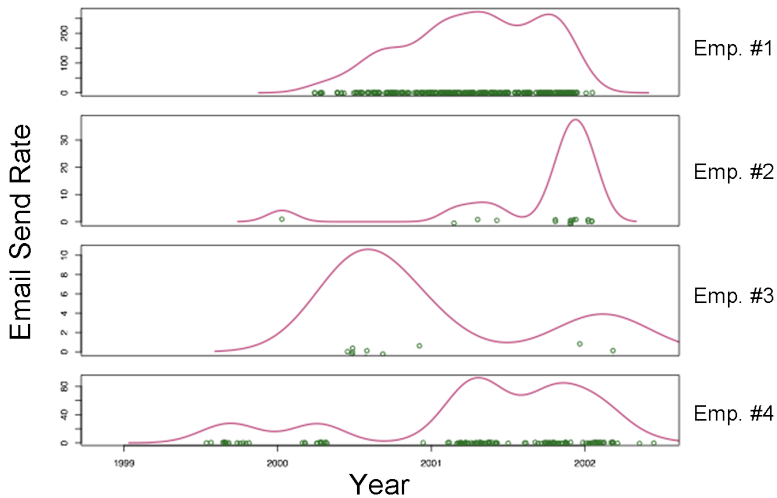 Email Send Rate
0 100 200
Emp. #1
0 10 20 30
Emp. #2
0 2 4 6 8 10
Emp. #3
0 40 80
Emp. #4
1999 2000 2001 2002
Year